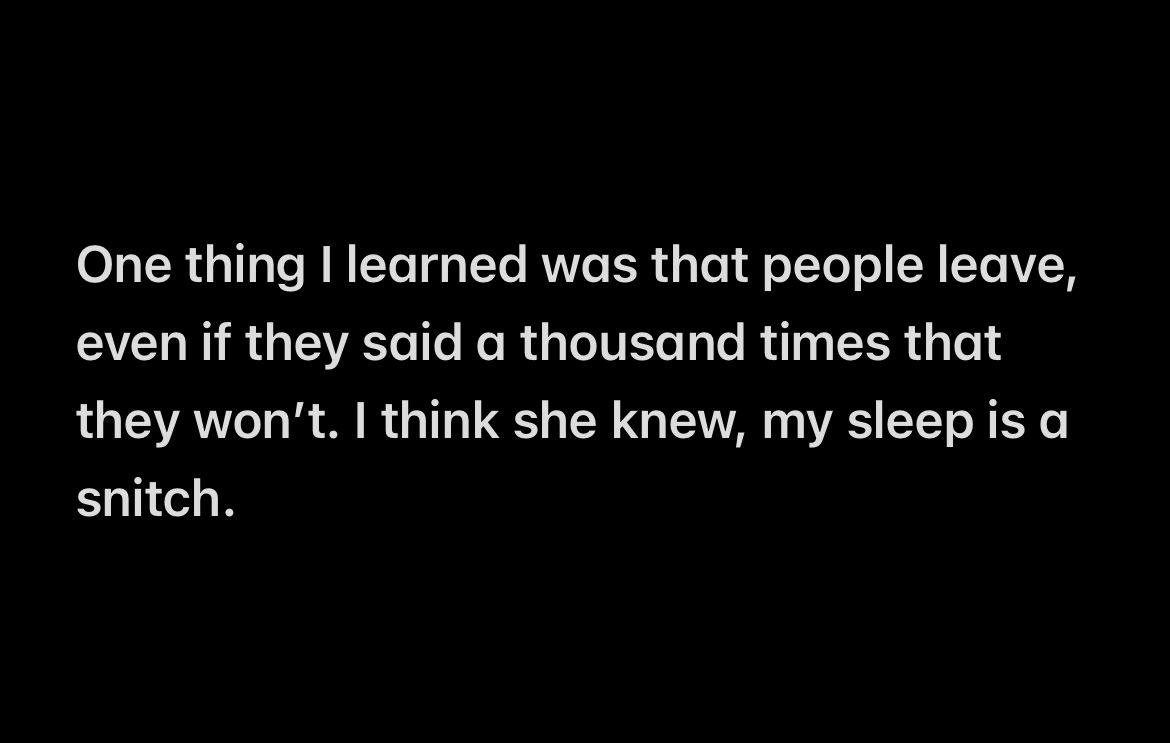 One thing I learned was that people leave,
even if they said a thousand times that
they won’t. I think she knew, my sleep is a
snitch.